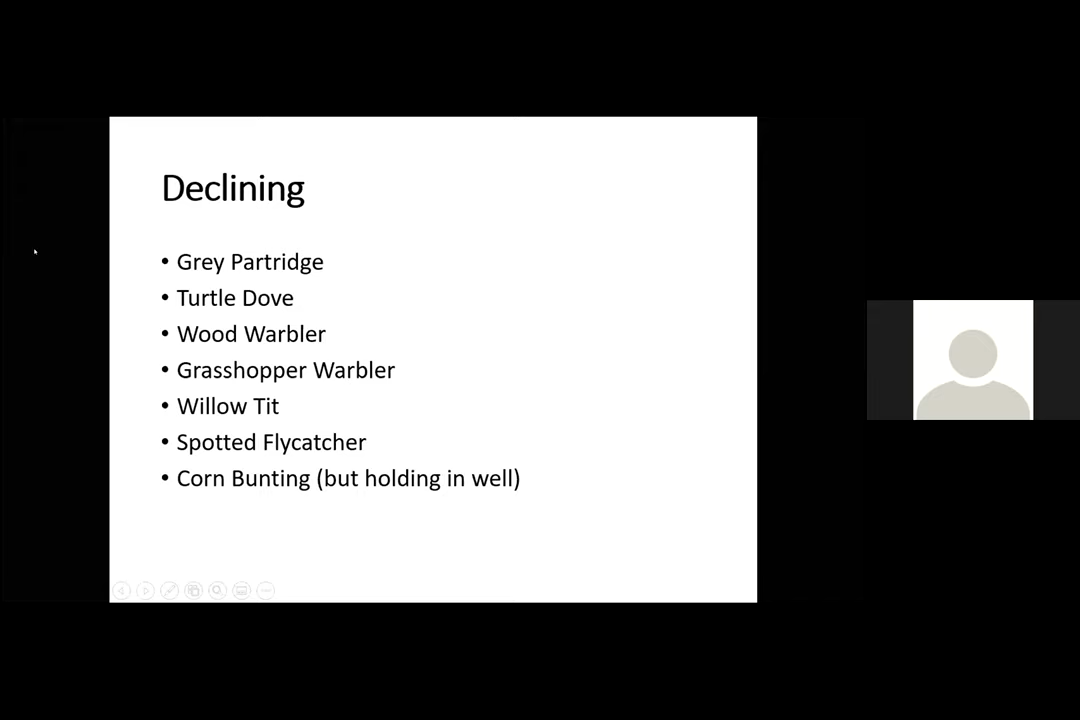 Declining
• Grey Partridge
• Turtle Dove
• Wood Warbler
• Grasshopper Warbler
• Willow Tit
• Spotted Flycatcher
• Corn Bunting (but holding in well)